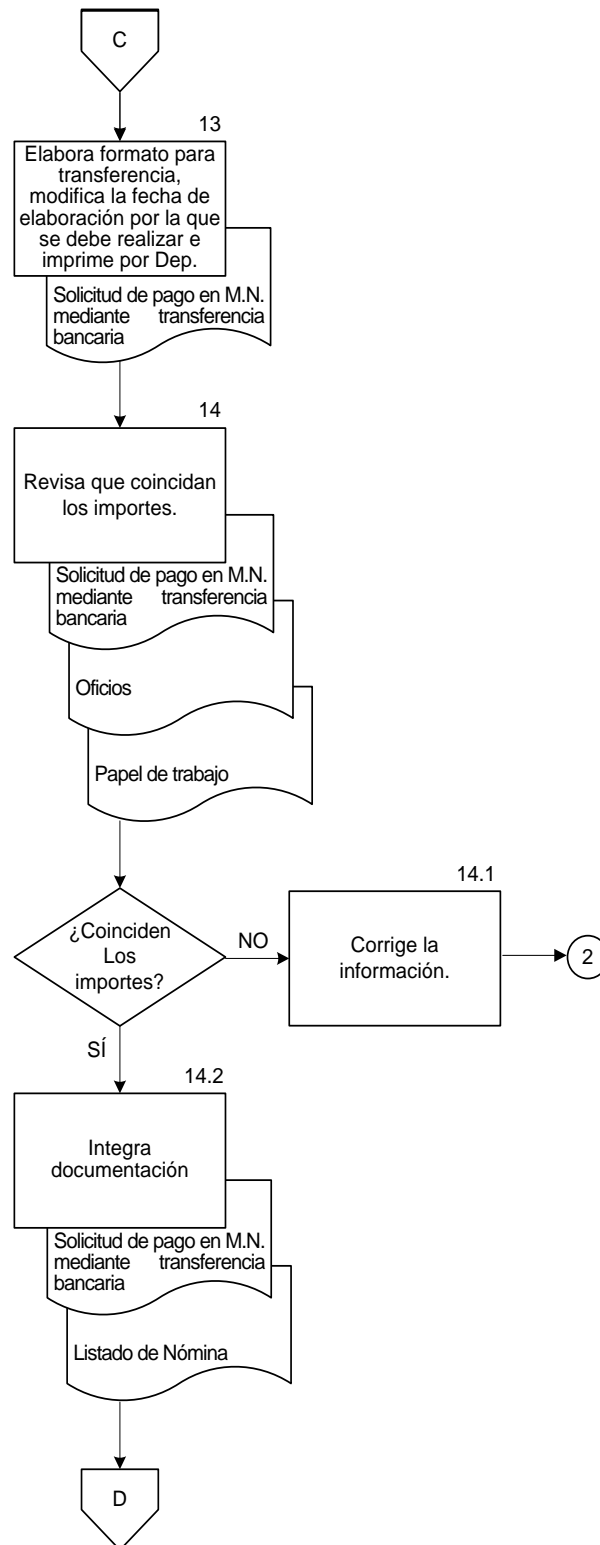 C
13
Elabora formato para
transferencia,
modifica la fecha de
elaboración por la que
se debe realizar e
imprime por Dep.
Solicitud de pago en M.N.
mediante transferencia
bancaria
14
Revisa que coincidan
los importes.
Solicitud de pago en M.N.
mediante transferencia
bancaria
Oficios
Papel de trabajo
¿Coinciden
Los
importes?
NO
14.1
Corrige la
información.
2
SÍ
14.2
Integra
documentación
Solicitud de pago en M.N.
mediante transferencia
bancaria
Listado de Nómina
D